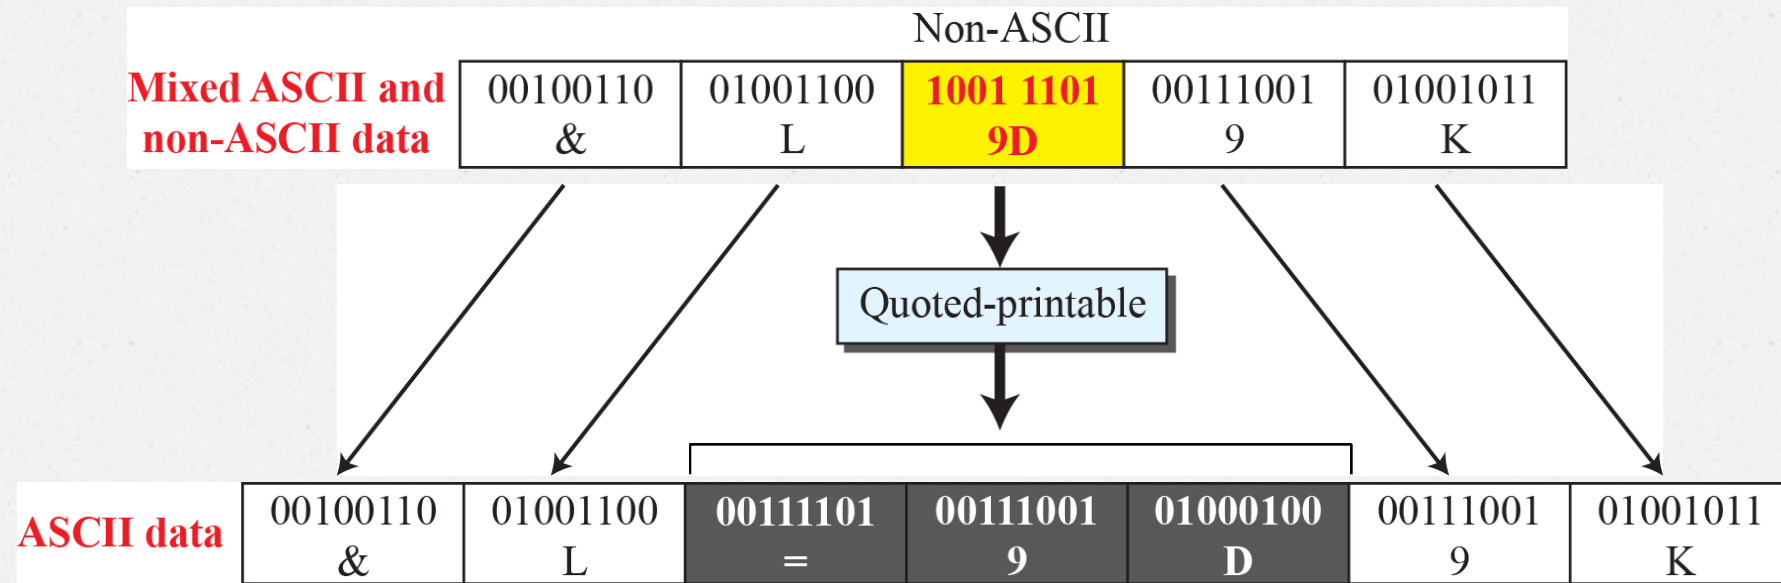 Non-ASCII
Mixed ASCII and
non-ASCII data
00100110 01001100 1001 1101 00111001 01001011
& L 9D 9 K
Quoted-printable
ASCII data
00100110 01001100 00111101 00111001 01000100 00111001 01001011
& L = 9 D 9 K